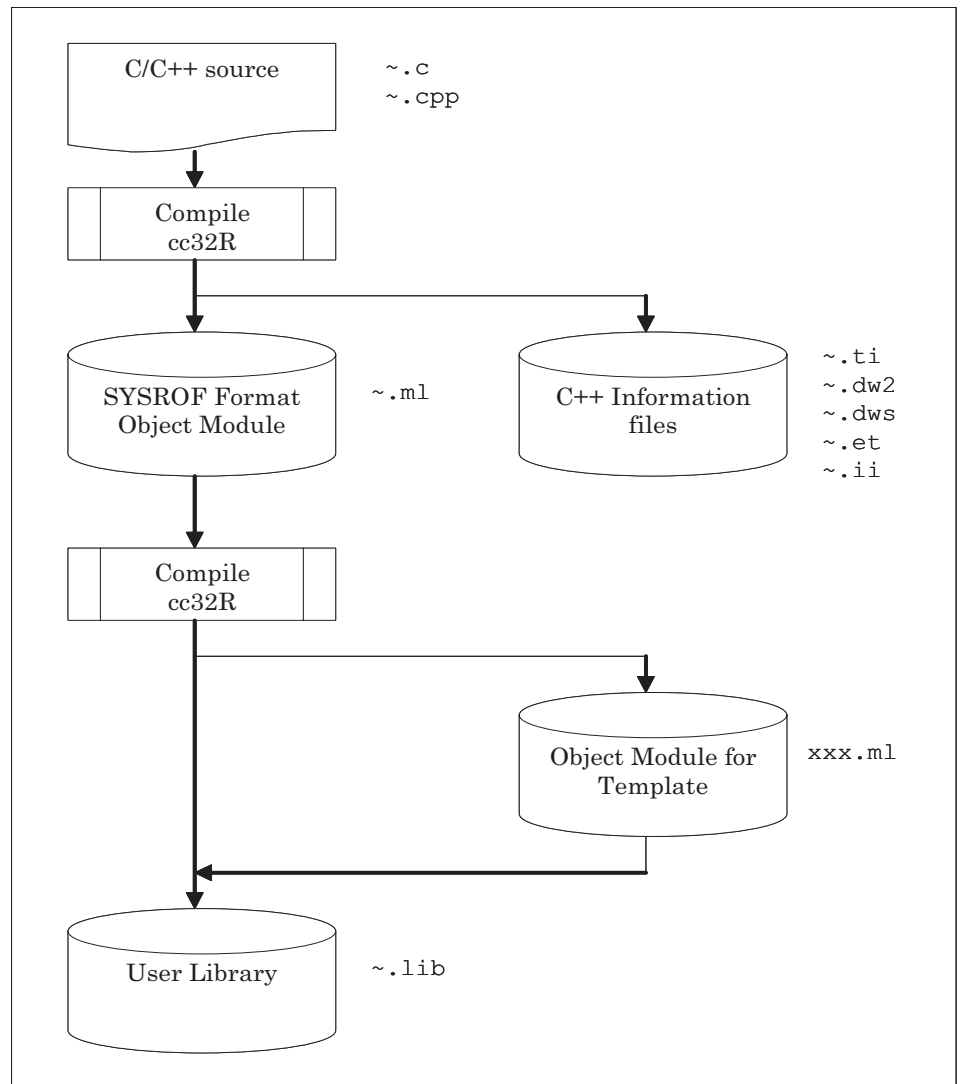 C/C++ source
~.c
~.cpp
Compile
cc32R
SYSROF Format
Object Module
~.ml
C++ Information
files
~.ti
~.dw2
~.dws
~.et
~.ii
Compile
cc32R
Object Module for
Template
xxx.ml
User Library
~.lib